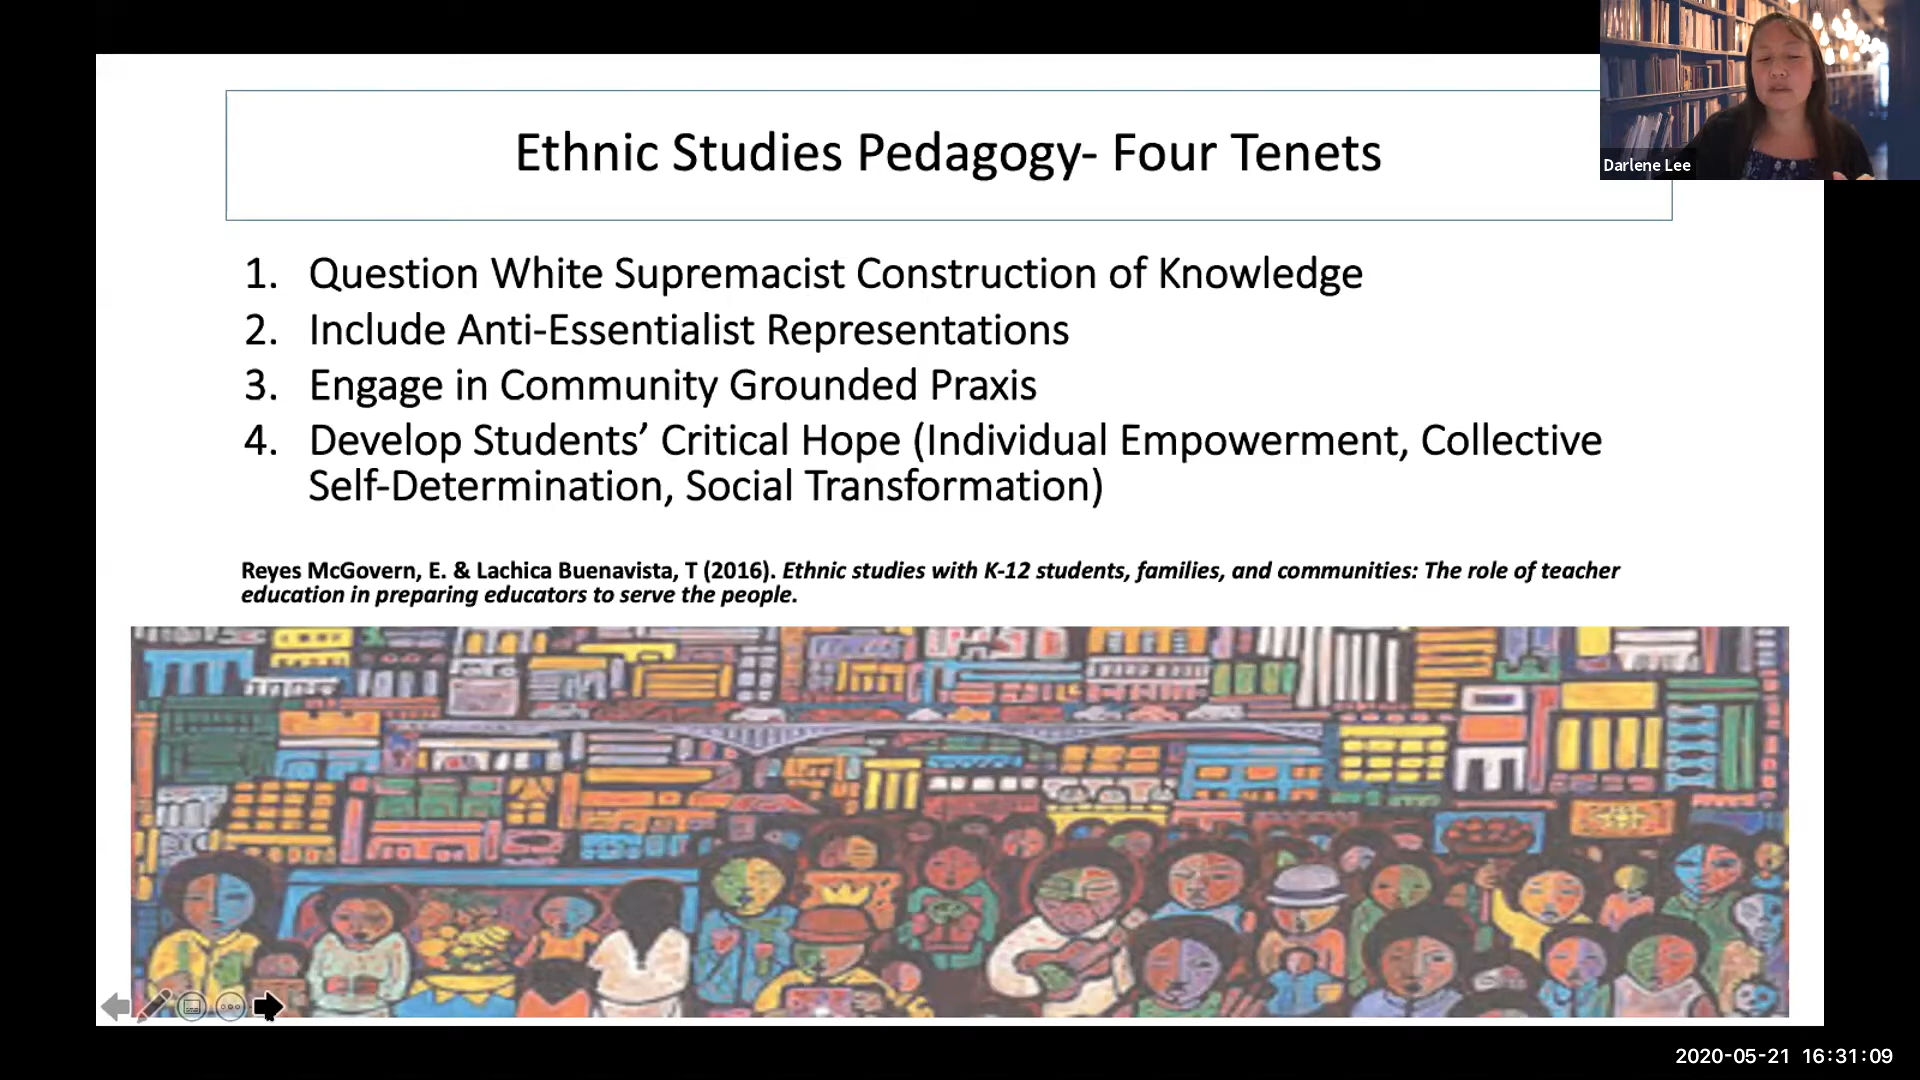 Ethnic Studies Pedagogy- Four Tenets
Darlene Lee
1. Question White Supremacist Construction of Knowledge
2. Include Anti-Essentialist Representations
3. Engage in Community Grounded Praxis
4. Develop Students’ Critical Hope (Individual Empowerment, Collective
Self-Determination, Social Transformation)
Reyes McGovern, E. & Lachica Buenavista, T (2016). Ethnic studies with K-12 students, families, and communities: The role of teacher
education in preparing educators to serve the people.
2020-05-21 16:31:09